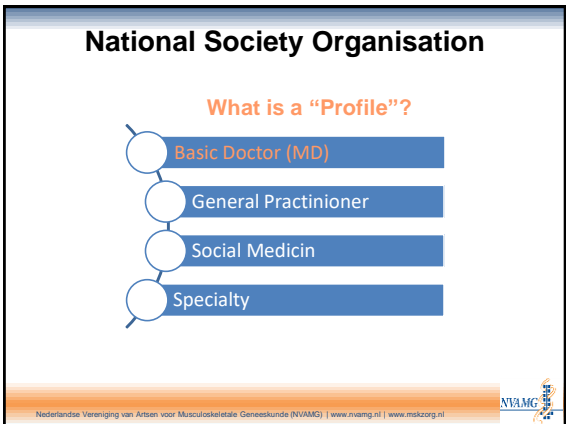 National Society Organisation
What is a “Profile”?
Basic Doctor (MD)
General Practinioner
Social Medicin
Specialty
Nederlandse Vereniging van Artsen voor Musculoskeletale Geneeskunde (NVAMG) | www.nvamg.nl | www.mskzorg.nl
NVAMG